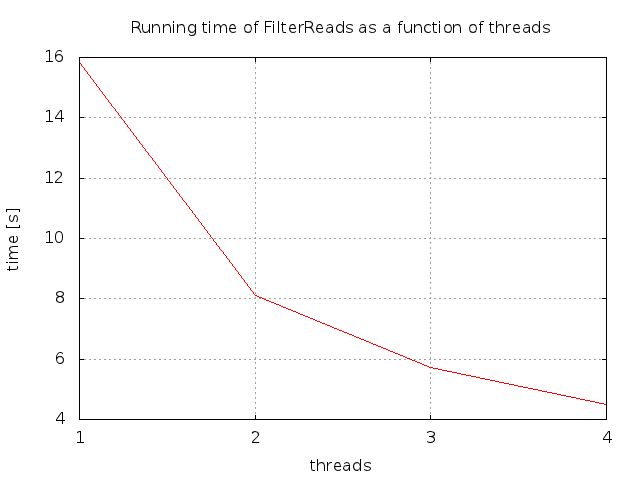 Running time of FilterReads as a function of threads
16
14
12
10
8
6
4
time [s]
1 2 3 4
threads